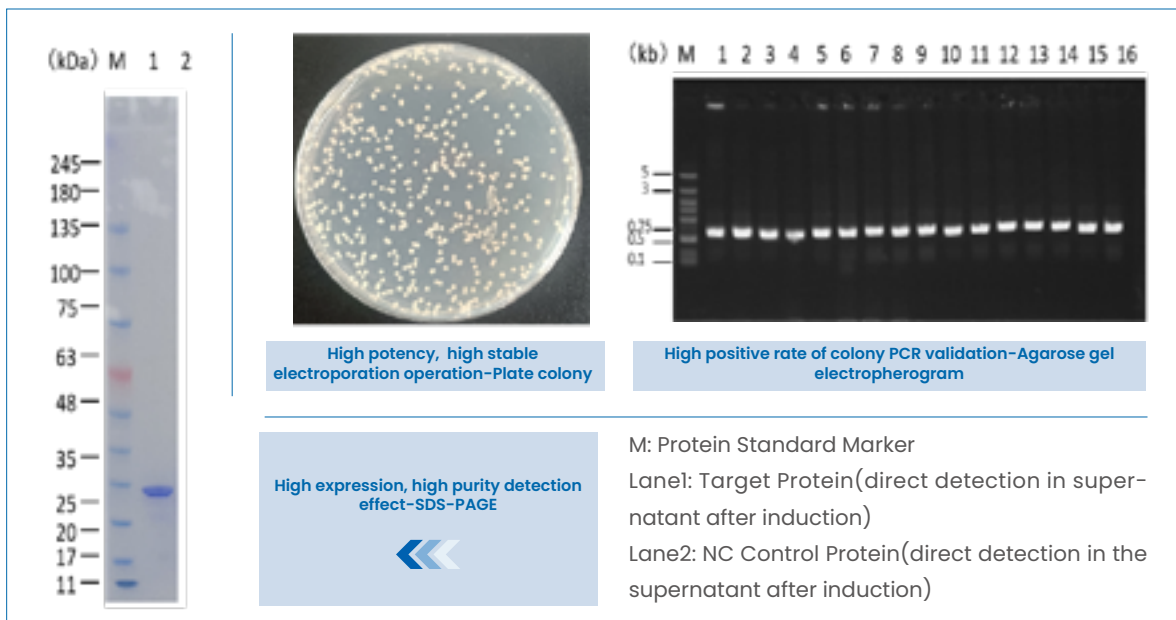 (kDa) M 1 2
245
180
135
100
75
63
48
35
25
20
17
11
(kb) M 1 2 3 4 5 6 7 8 9 10 11 12 13 14 15 16
5
3
0.75
0.5
0.1
High potency, high stable
electroporation operation-Plate colony
High positive rate of colony PCR validation-Agarose gel
electropherogram
High expression, high purity detection
effect-SDS-PAGE
M: Protein Standard Marker
Lane1: Target Protein(direct detection in super-
natant after induction)
Lane2: NC Control Protein(direct detection in the
supernatant after induction)